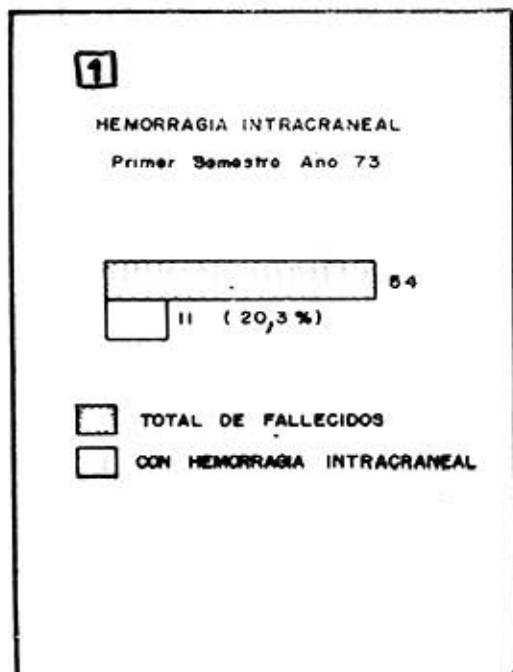 1
HEMORRAGIA INTRACRANEAL
Primer Semestre Ano 73
54
11 (20,3%)
TOTAL DE FALLECIDOS
CON HEMORRAGIA INTRACRANEAL